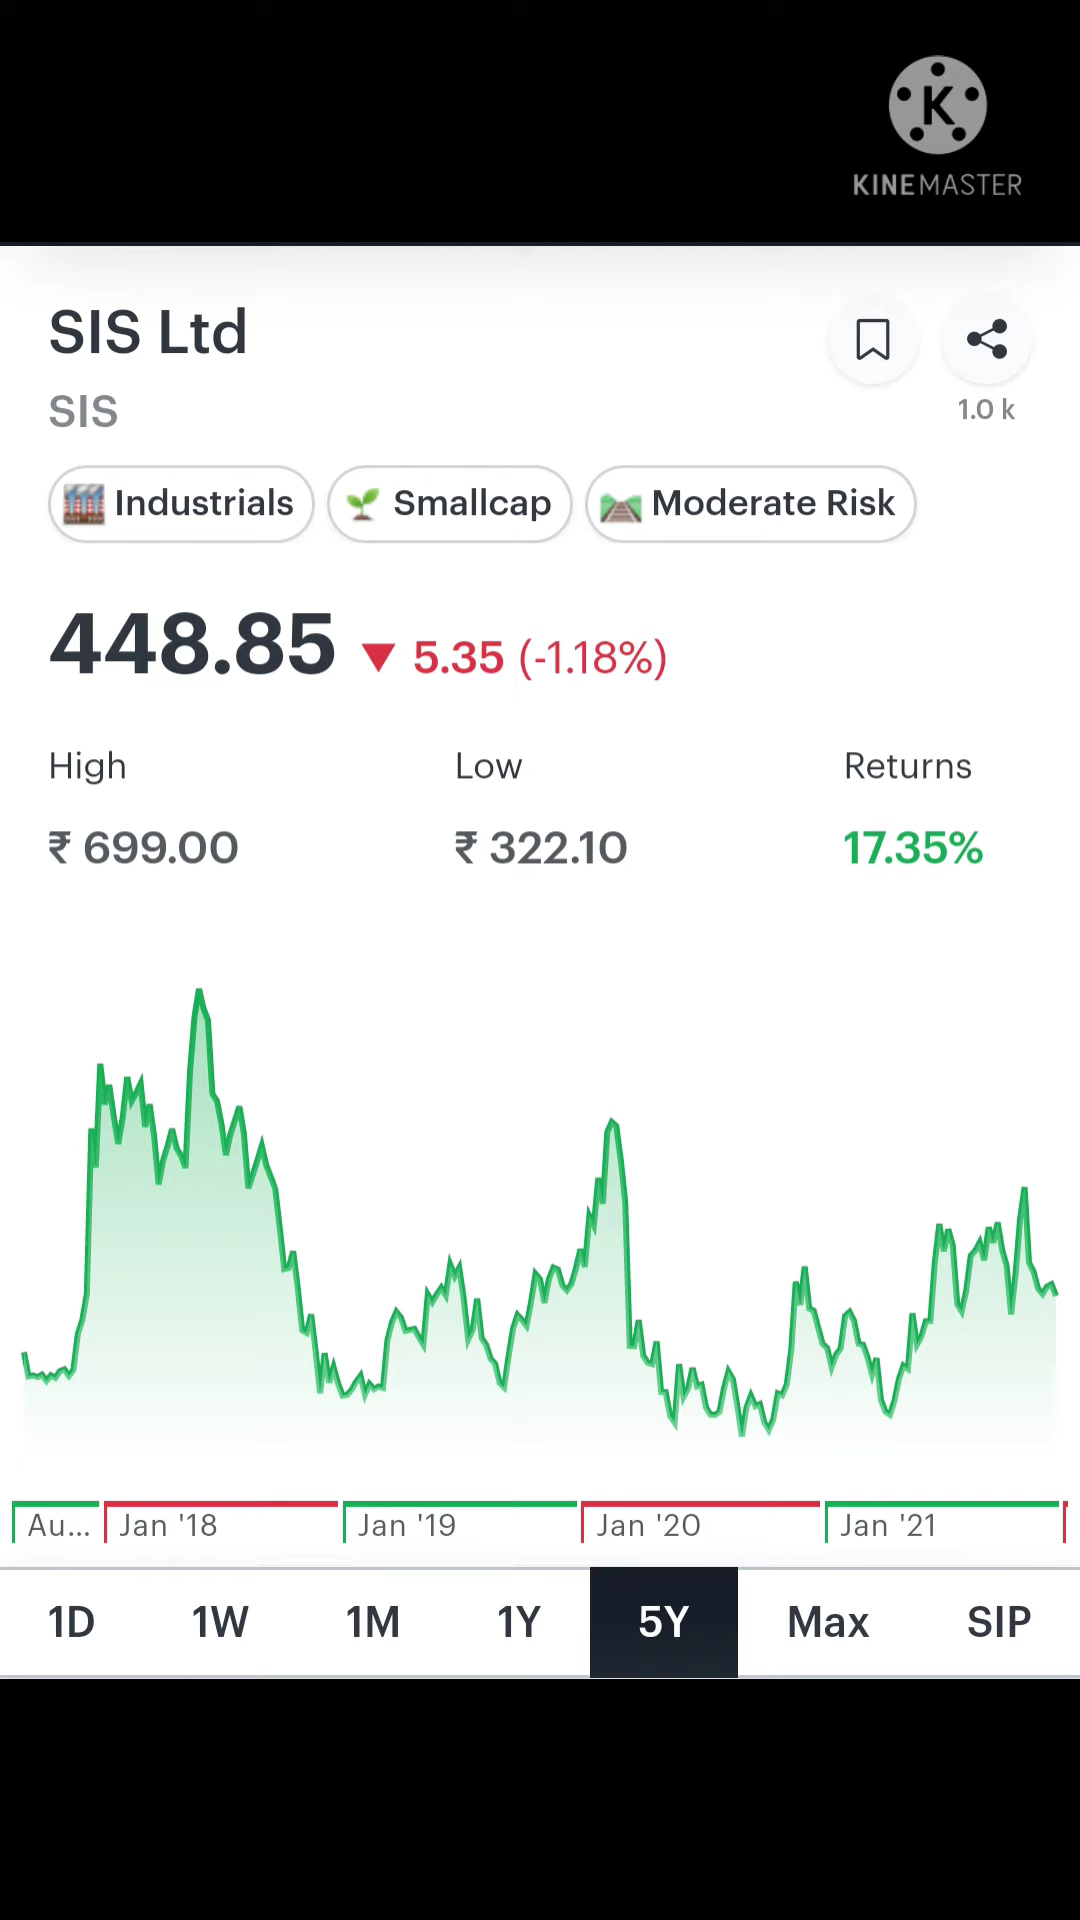 K
KINEMASTER
SIS Ltd
SIS
1.0 k
Industrials
Smallcap
Moderate Risk
448.85 ▼ 5.35 (-1.18%)
High Low Returns
₹ 699.00 ₹ 322.10 17.35%
Au... Jan '18 Jan '19 Jan '20 Jan '21
1D 1W 1M 1Y 5Y Max SIP